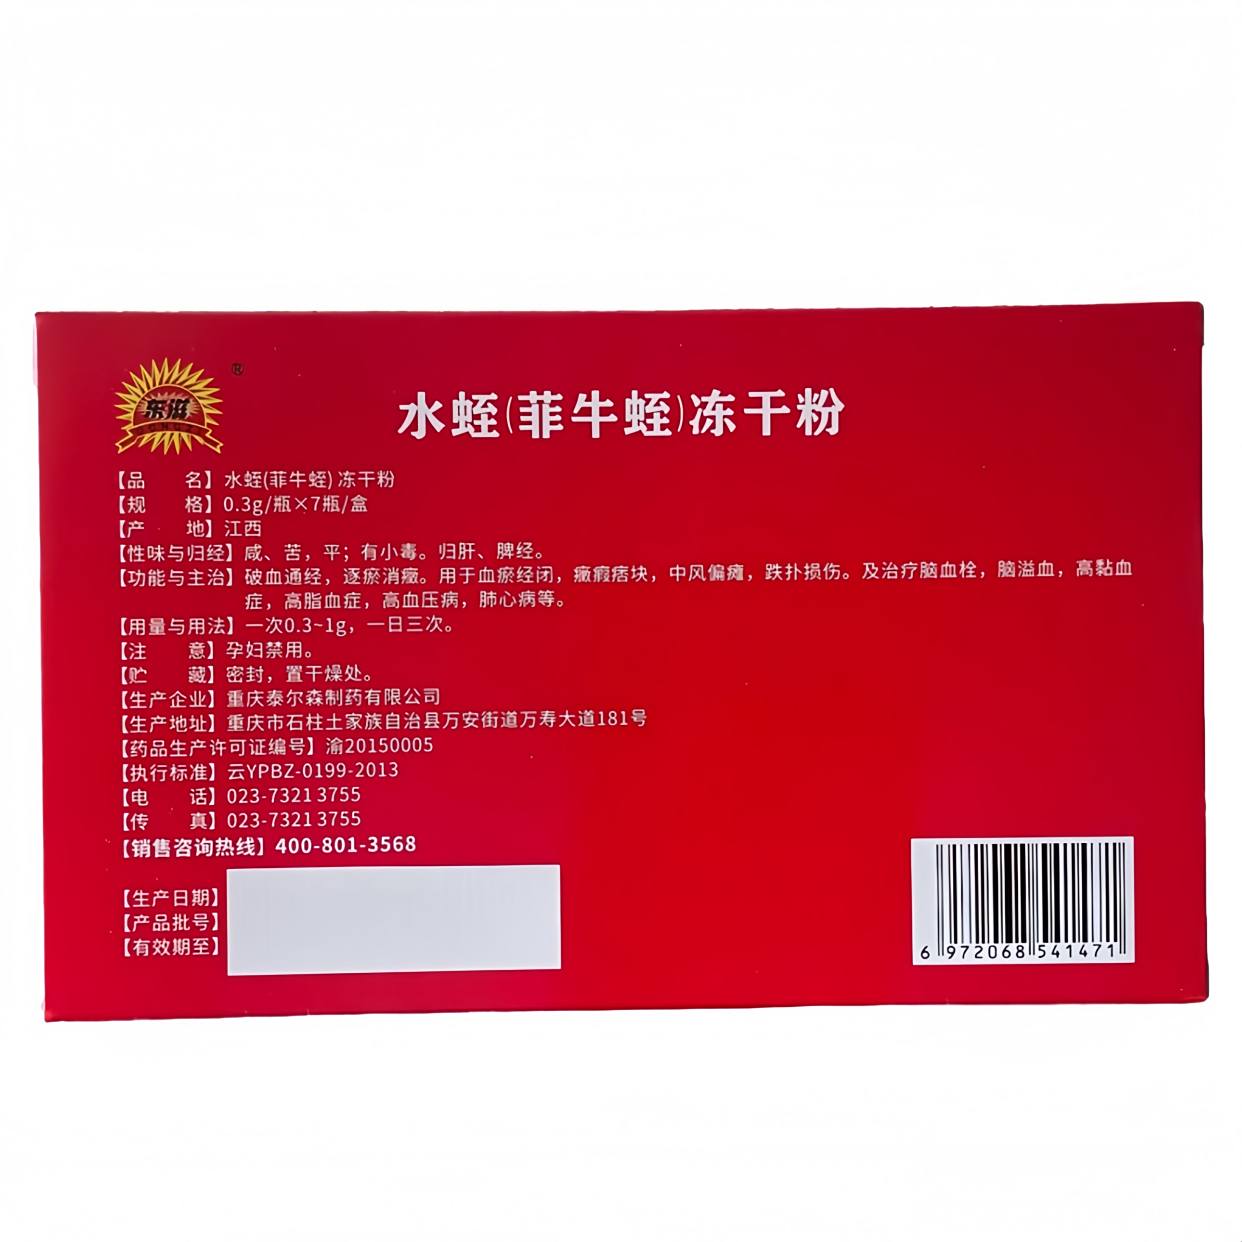 东滋
®
水蛭(菲牛蛭)冻干粉
【品 名】水蛭(菲牛蛭)冻干粉
【规 格】0.3g/瓶×7瓶/盒
【产 地】江西
【性味与归经】咸、苦，平；有小毒。归肝、脾经。
【功能与主治】破血通经，逐瘀消癥。用于血瘀经闭，癥瘕痞块，中风偏瘫，跌扑损伤。及治疗脑血栓，脑溢血，高黏血
症，高脂血症，高血压病，肺心病等。
【用量与用法】一次0.3~1g，一日三次。
【注 意】孕妇禁用。
【贮 藏】密封，置干燥处。
【生产企业】重庆泰尔森制药有限公司
【生产地址】重庆市石柱土家族自治县万安街道万寿大道181号
【药品生产许可证编号】渝20150005
【执行标准】云YPBZ-0199-2013
【电 话】023-73213755
【传 真】023-73213755
【销售咨询热线】400-801-3568
【生产日期】
【产品批号】
【有效期至】
6 972068 541471